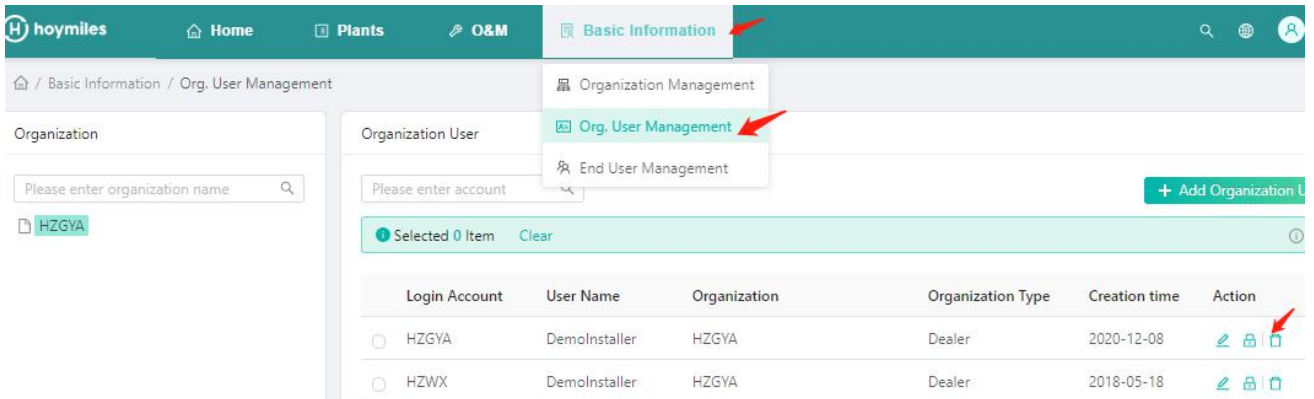 hoymiles Home Plants O&M Basic Information
/ Basic Information / Org. User Management
Organization Management
Organization
Organization User
Org. User Management
End User Management
Please enter organization name
Please enter account
+ Add Organization U
HZGYA
Selected 0 Item Clear
Login Account User Name Organization Organization Type Creation time Action
HZGYA DemoInstaller HZGYA Dealer 2020-12-08
HZWX DemoInstaller HZGYA Dealer 2018-05-18